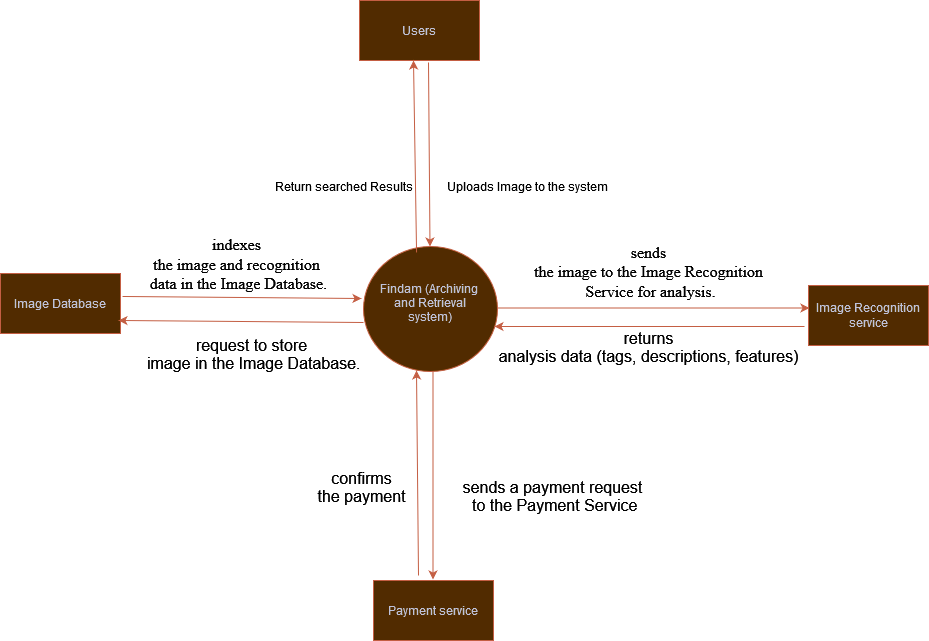 Users
Return searched Results
Uploads Image to the system
indexes
the image and recognition
data in the Image Database.
sends
the image to the Image Recognition
Service for analysis.
Image Database
Findam (Archiving
and Retrieval
system)
Image Recognition
service
request to store
image in the Image Database.
returns
analysis data (tags, descriptions, features)
confirms
the payment
sends a payment request
to the Payment Service
Payment service